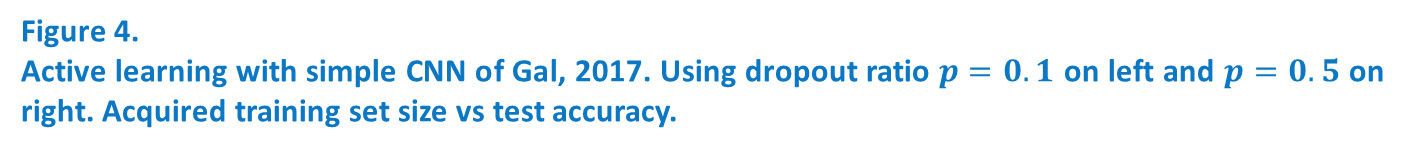 Figure 4.
Active learning with simple CNN of Gal, 2017. Using dropout ratio p = 0.1 on left and p = 0.5 on
right. Acquired training set size vs test accuracy.